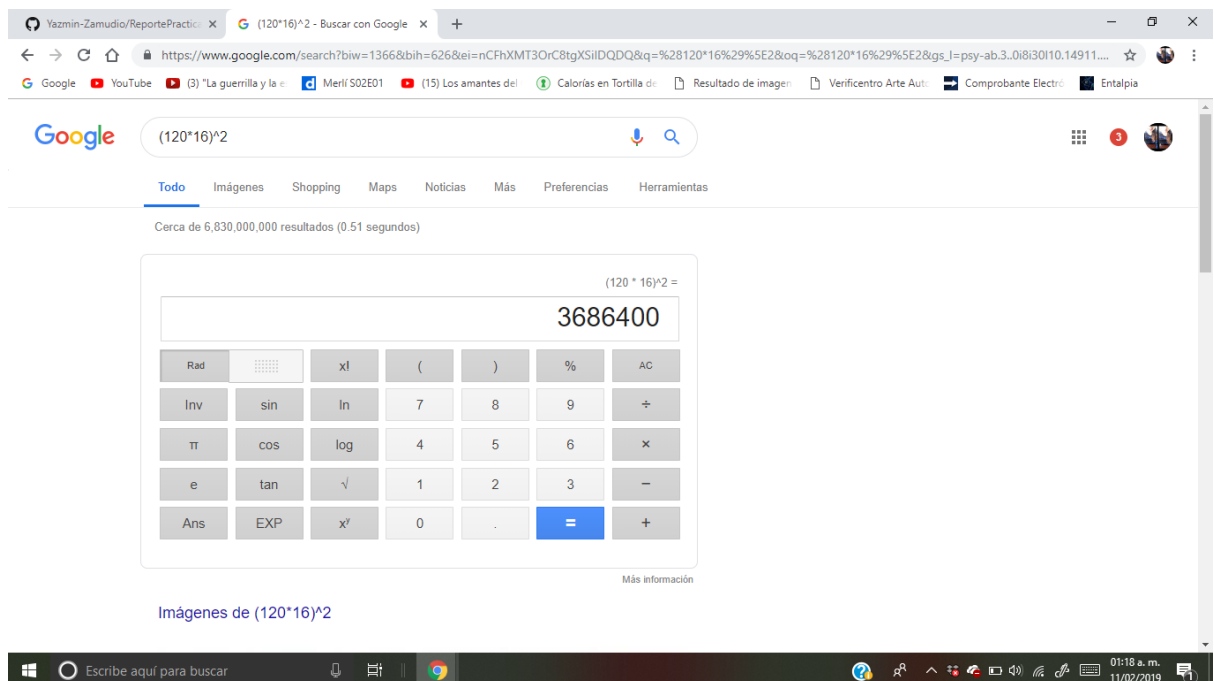 Yazmin-Zamudio/ReportePractica
(120*16)^2 - Buscar con Google
https://www.google.com/search?biw=1366&bih=626&ei=nCFhXMT3OrC8tgXSiIDQDQ&q=%28120*16%29%5E2&oq=%28120*16%29%5E2&gs_l=psy-ab.3..0i8i30l10.14911....
Google YouTube (3) "La guerrilla y la e Merlí S02E01 (15) Los amantes del Calorías en Tortilla de Resultado de imagen Verificentro Arte Auto Comprobante Electró Entalpia
Google
(120*16)^2
3
Todo Imágenes Shopping Maps Noticias Más Preferencias Herramientas
Cerca de 6,830,000,000 resultados (0.51 segundos)
(120 * 16)^2 =
3686400
Rad x! ( ) % AC
Inv sin ln 7 8 9 ÷
π cos log 4 5 6 ×
e tan √ 1 2 3 −
Ans EXP xʸ 0 . = +
Más información
Imágenes de (120*16)^2
Escribe aquí para buscar
01:18 a. m.
11/02/2019
1